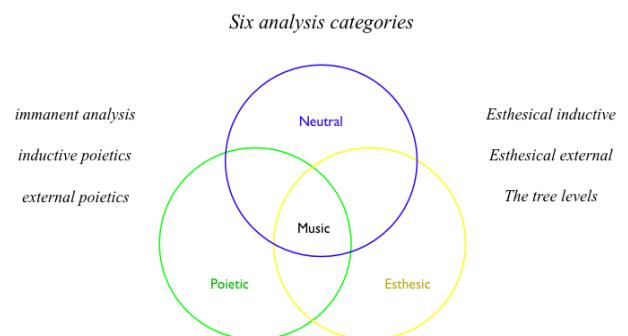 Six analysis categories
immanent analysis
inductive poietics
external poietics
Neutral
Music
Poietic
Esthesic
Esthesical inductive
Esthesical external
The tree levels